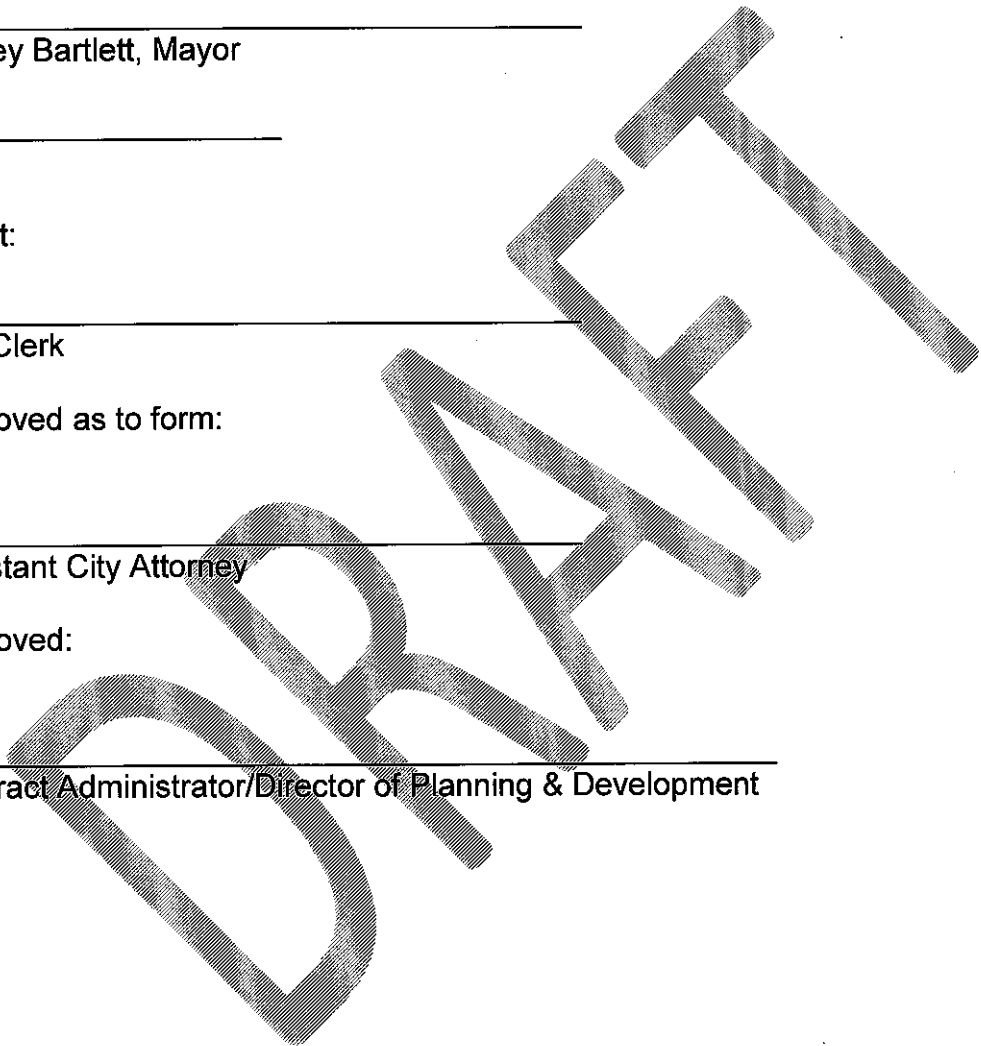 ey Bartlett, Mayor
t:
Clerk
oved as to form:
stant City Attorney
oved:
ract Administrator/Director of Planning & Development
DRAFT